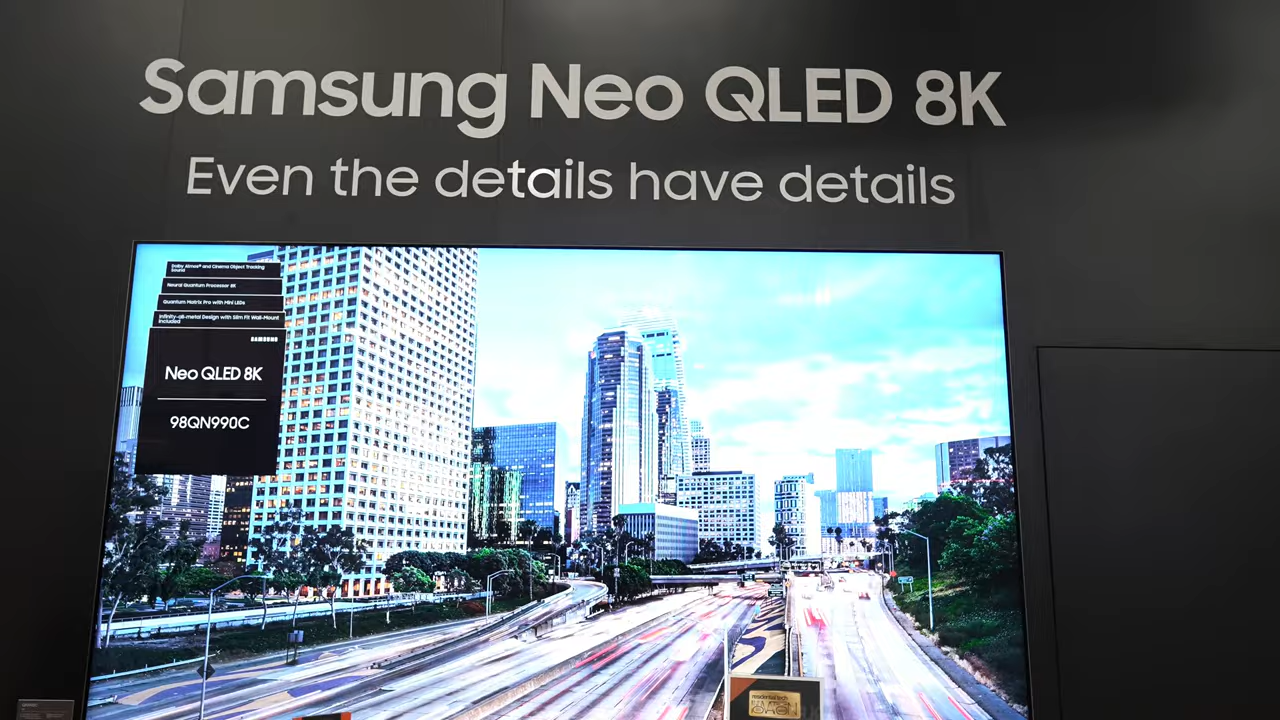 Samsung Neo QLED 8K
Even the details have details
Dolby Atmos® and Cinema Object Tracking
Sound
Neural Quantum Processor 8K
Quantum Matrix Pro with Mini LEDs
Infinity-all-metal Design with Slim Fit Wall-Mount
Included
SAMSUNG
Neo QLED 8K
98QN990C
residential tech